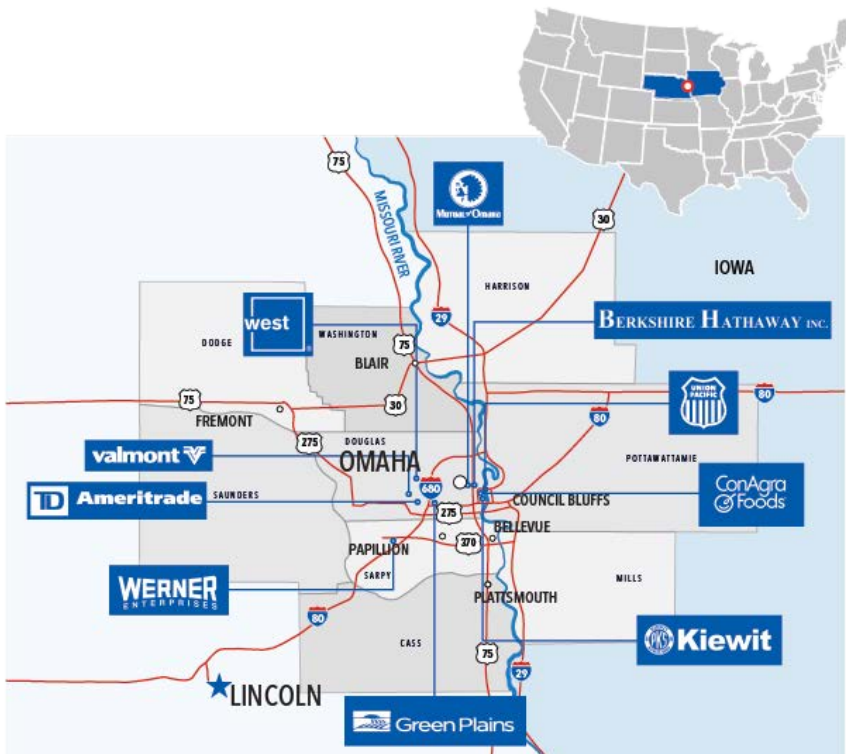 75
MISSOURI RIVER
MUTUAL of OMAHA
30
IOWA
HARRISON
29
west
®
WASHINGTON
DODGE
75
BLAIR
BERKSHIRE HATHAWAY INC.
UNION
PACIFIC
80
75
30
FREMONT
80
275
DOUGLAS
OMAHA
valmont
POTTAWATTAMIE
680
ConAgra
Foods
TD Ameritrade
SAUNDERS
COUNCIL BLUFFS
275
BELLEVUE
370
PAPILLION
SARPY
WERNER
ENTERPRISES
MILLS
PLATTSMOUTH
80
CASS
PKS
Kiewit
75
29
LINCOLN
Green Plains